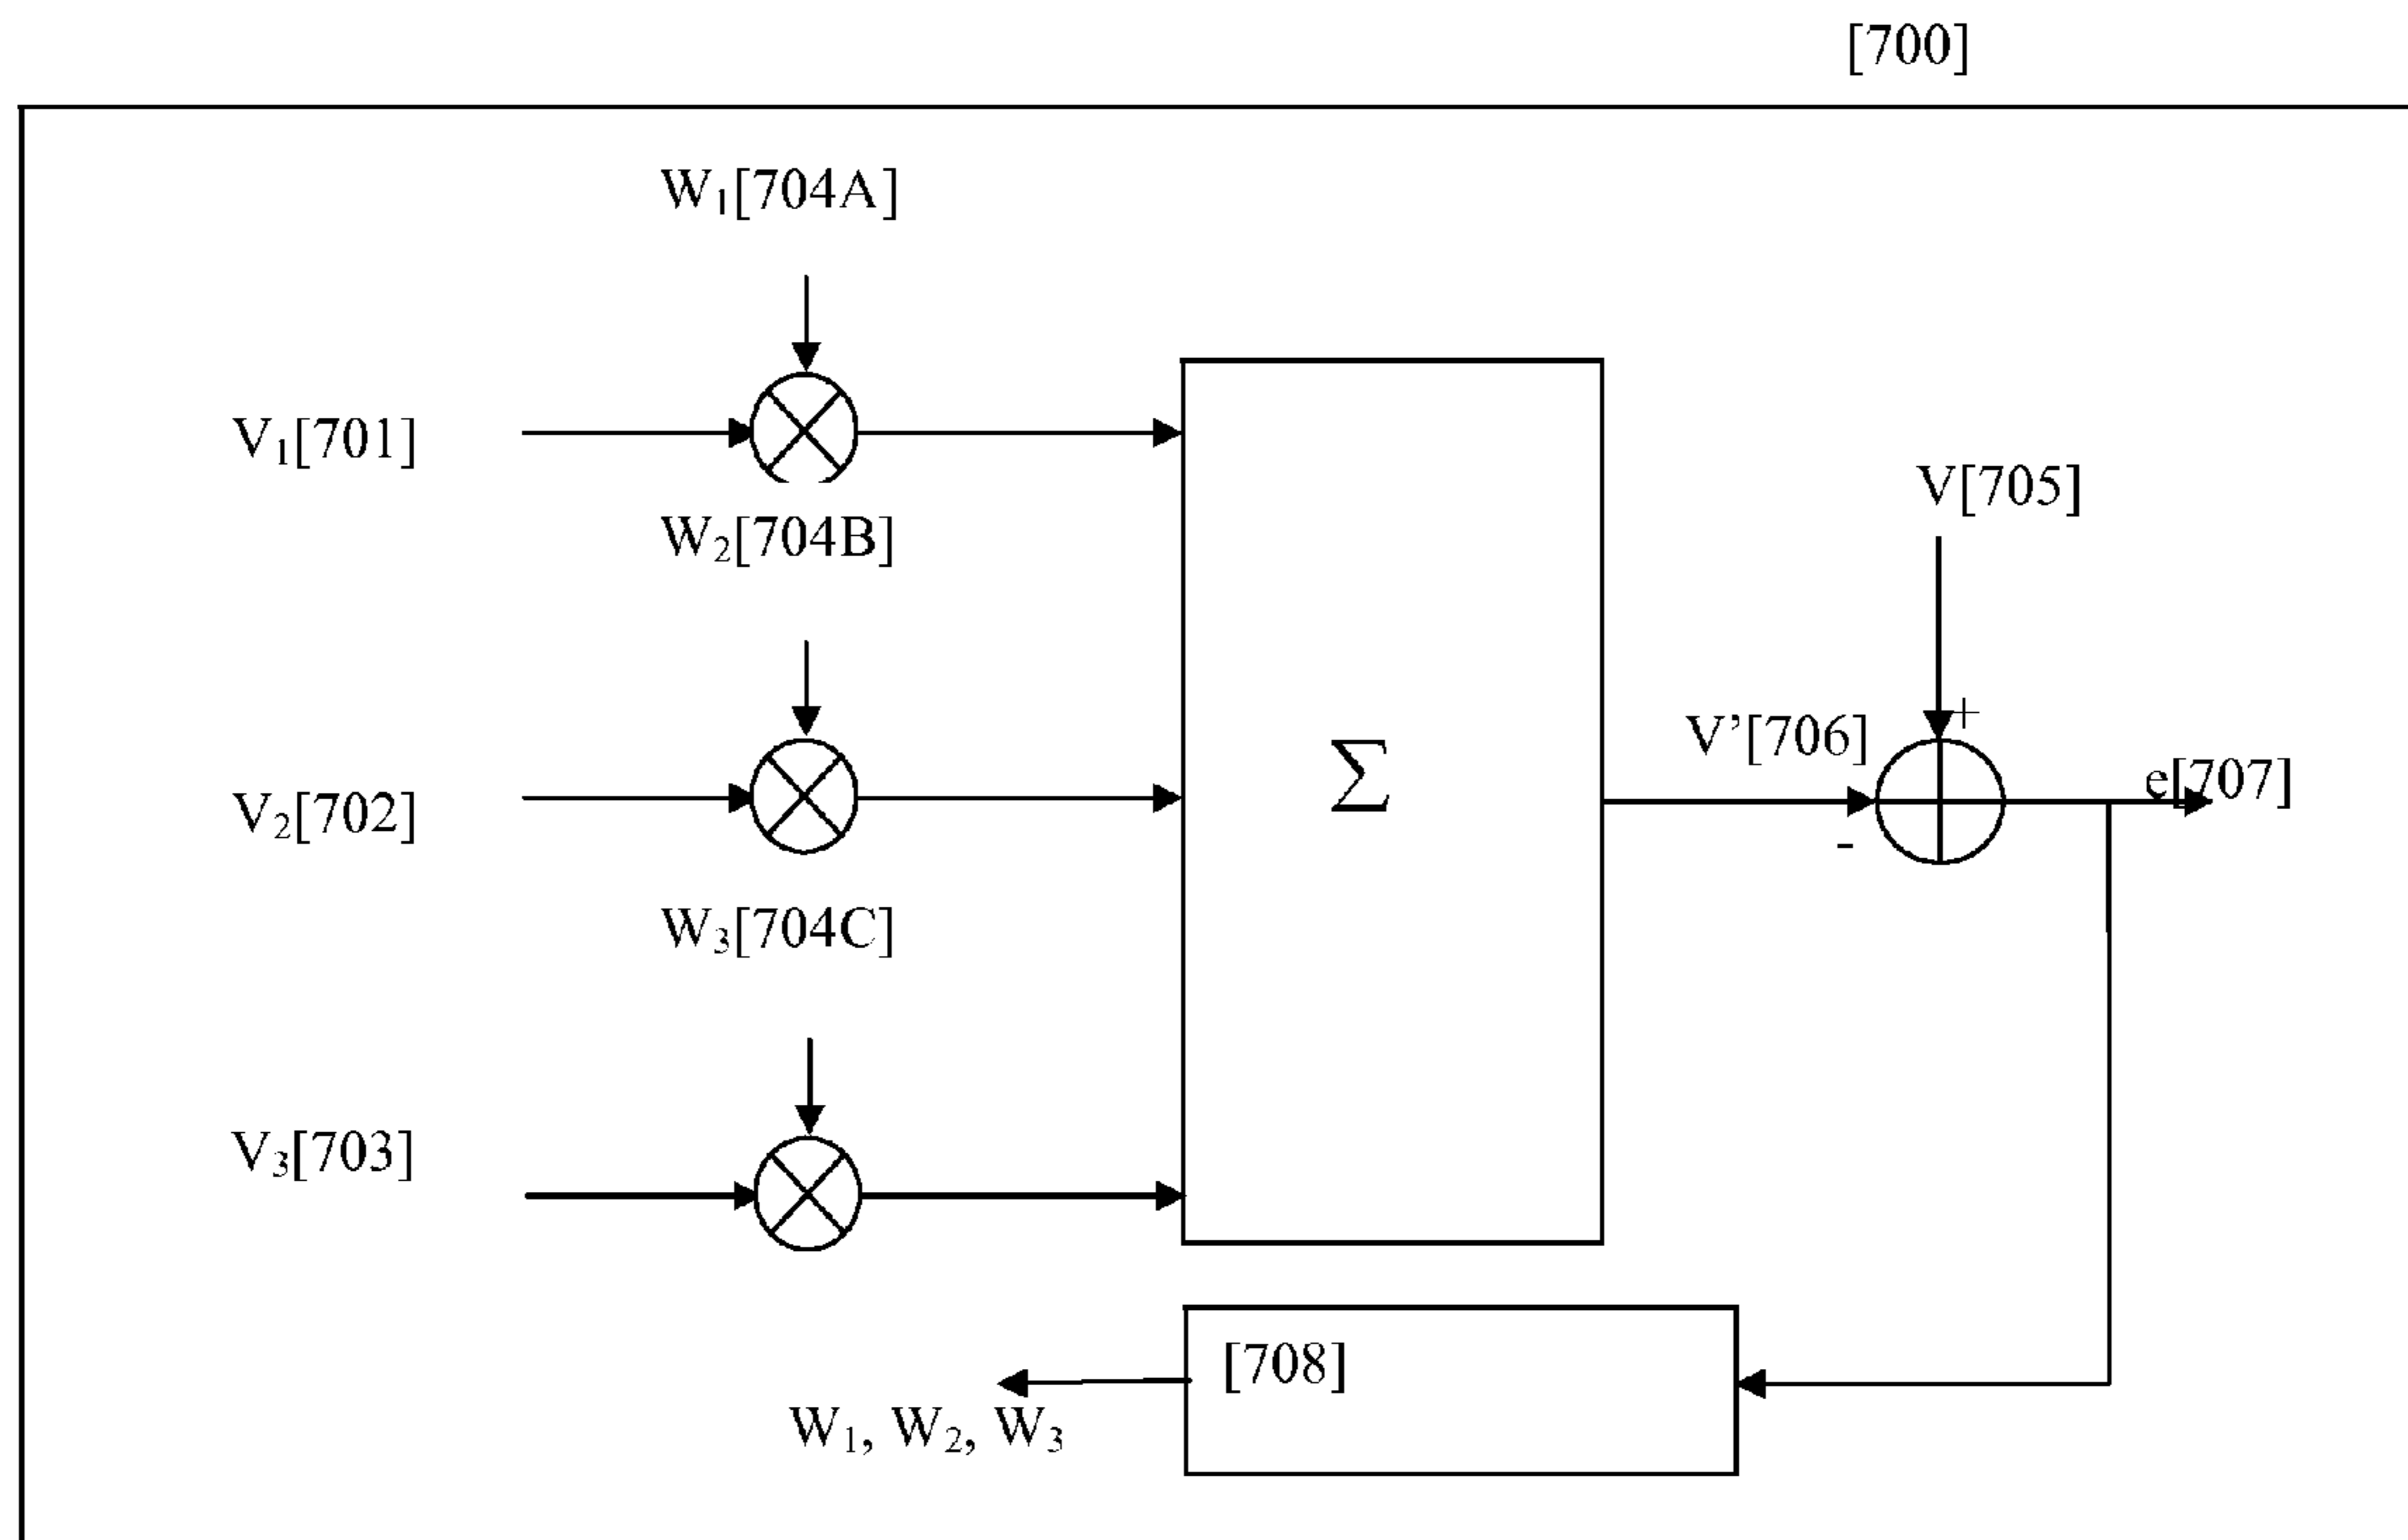 [700]
W₁[704A]
V₁[701]
W₂[704B]
V[705]
V₂[702]
Σ
V’[706]
+
-
e[707]
W₃[704C]
V₃[703]
[708]
W₁, W₂, W₃